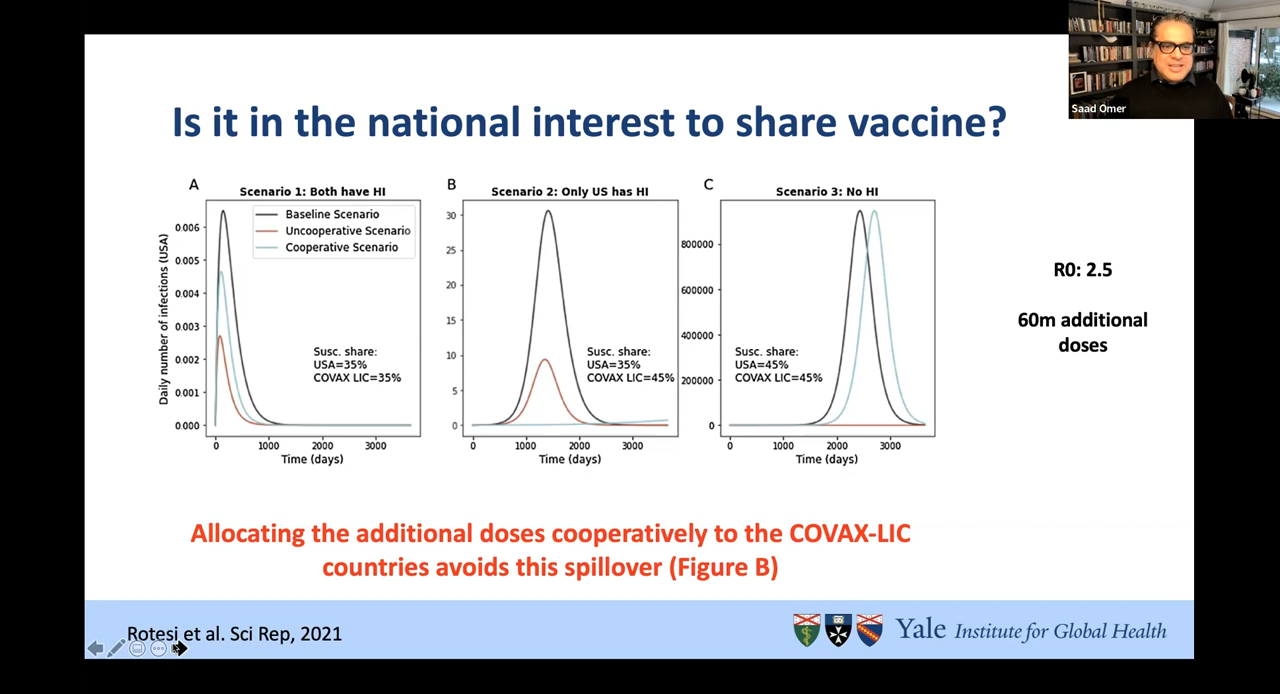 Saad Omer
Is it in the national interest to share vaccine?
A
Scenario 1: Both have HI
Baseline Scenario
Uncooperative Scenario
Cooperative Scenario
Daily number of infections (USA)
0.006
0.005
0.004
0.003
0.002
0.001
0.000
Susc. share:
USA=35%
COVAX LIC=35%
0 1000 2000 3000
Time (days)
B
Scenario 2: Only US has HI
30
25
20
15
10
5
0
Susc. share:
USA=35%
COVAX LIC=45%
0 1000 2000 3000
Time (days)
C
Scenario 3: No HI
800000
600000
400000
200000
0
Susc. share:
USA=45%
COVAX LIC=45%
0 1000 2000 3000
Time (days)
R0: 2.5
60m additional
doses
Allocating the additional doses cooperatively to the COVAX-LIC
countries avoids this spillover (Figure B)
Rotesi et al. Sci Rep, 2021
Yale Institute for Global Health